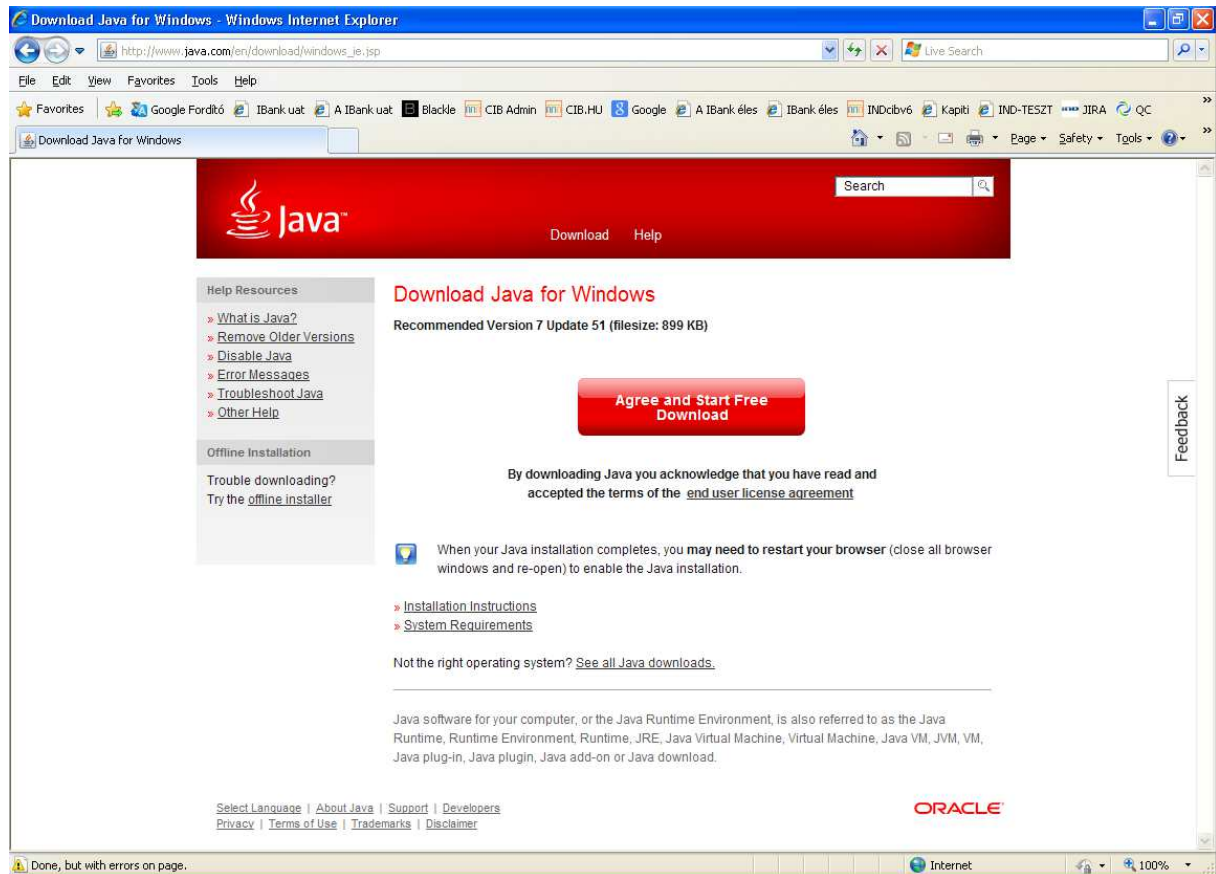 Download Java for Windows - Windows Internet Explorer
http://www.java.com/en/download/windows_ie.jsp
Live Search
File Edit View Favorites Tools Help
Favorites Google Fordító IBank uat A IBank uat Blackle CIB Admin CIB.HU Google A IBank éles IBank éles INDcibv6 Kapiti IND-TESZT JIRA QC »
Download Java for Windows
Page Safety Tools »
Search
Java™
Download Help
Help Resources
» What is Java?
» Remove Older Versions
» Disable Java
» Error Messages
» Troubleshoot Java
» Other Help
Offline Installation
Trouble downloading?
Try the offline installer
Download Java for Windows
Recommended Version 7 Update 51 (filesize: 899 KB)
Agree and Start Free
Download
By downloading Java you acknowledge that you have read and
accepted the terms of the end user license agreement
When your Java installation completes, you may need to restart your browser (close all browser
windows and re-open) to enable the Java installation.
» Installation Instructions
» System Requirements
Not the right operating system? See all Java downloads.
Java software for your computer, or the Java Runtime Environment, is also referred to as the Java
Runtime, Runtime Environment, Runtime, JRE, Java Virtual Machine, Virtual Machine, Java VM, JVM, VM,
Java plug-in, Java plugin, Java add-on or Java download.
Feedback
Select Language | About Java | Support | Developers
Privacy | Terms of Use | Trademarks | Disclaimer
ORACLE
Done, but with errors on page.
Internet
100%